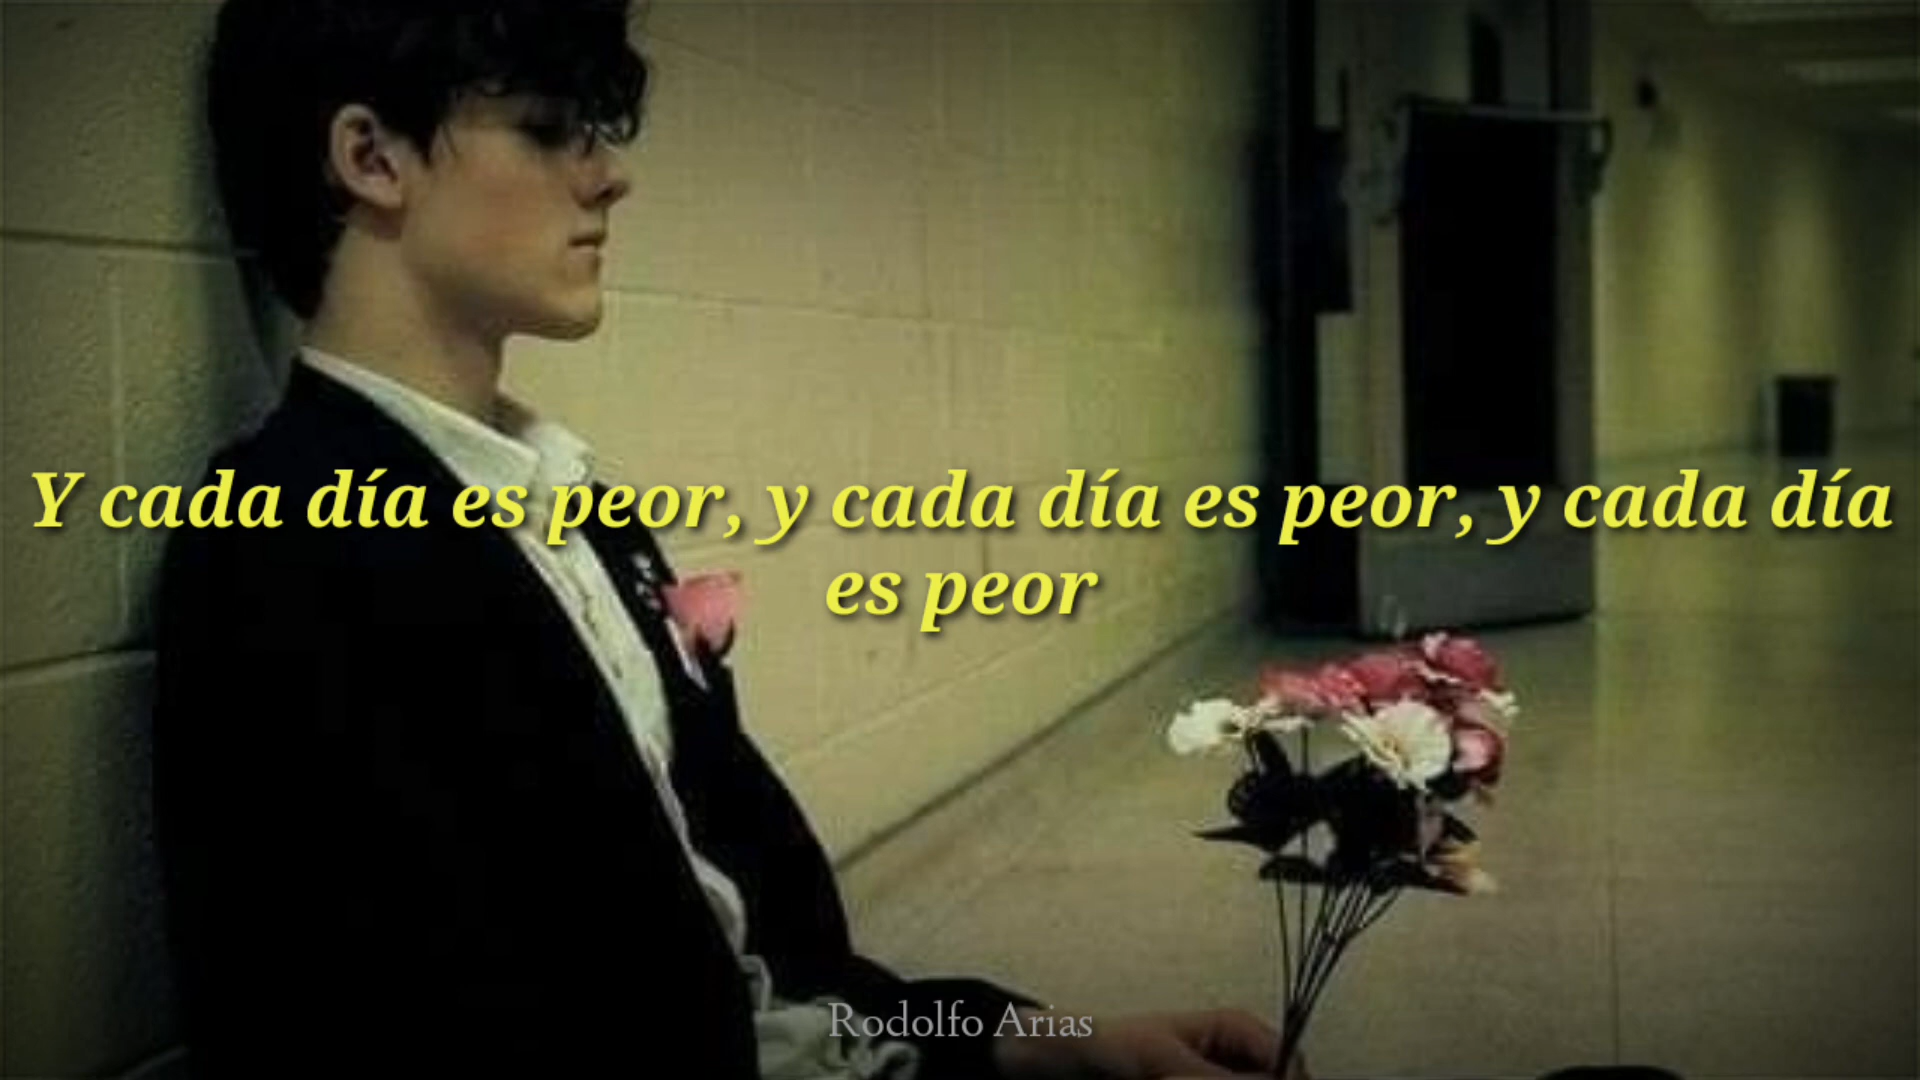 Y cada día es peor, y cada día es peor, y cada día
es peor
Rodolfo Arias